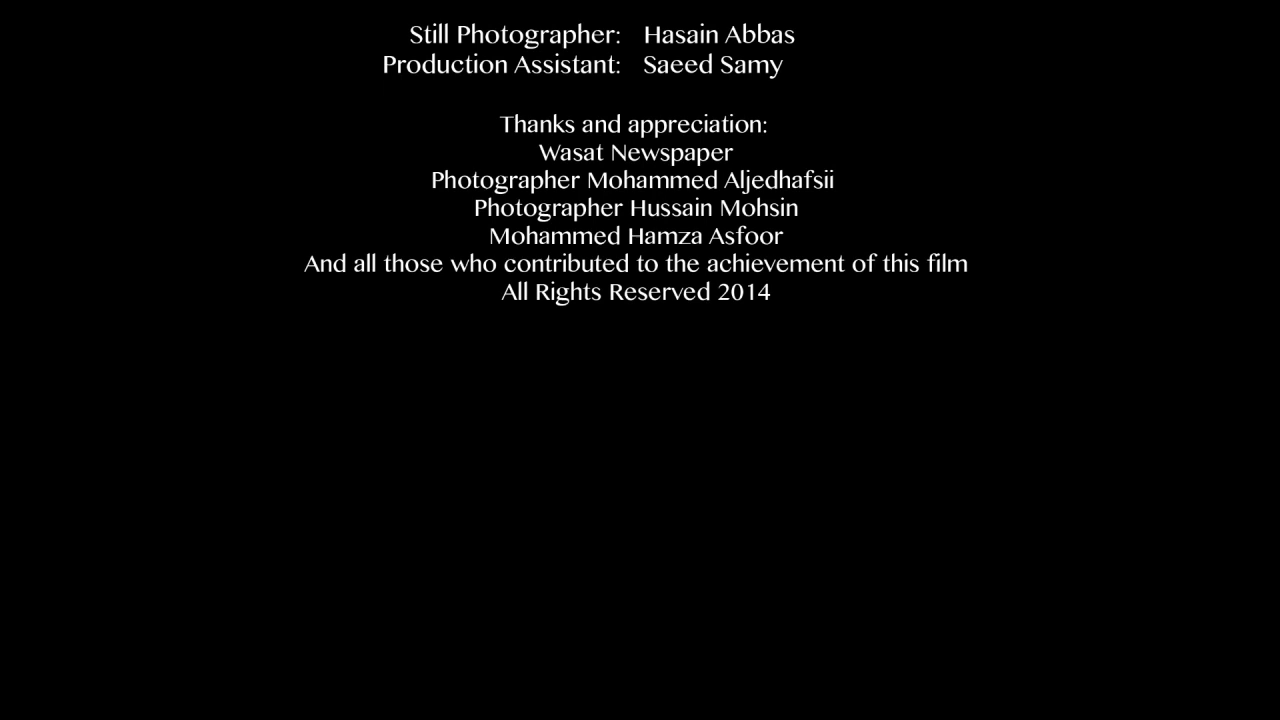 Still Photographer: Hasain Abbas
Production Assistant: Saeed Samy
Thanks and appreciation:
Wasat Newspaper
Photographer Mohammed Aljedhafsii
Photographer Hussain Mohsin
Mohammed Hamza Asfoor
And all those who contributed to the achievement of this film
All Rights Reserved 2014